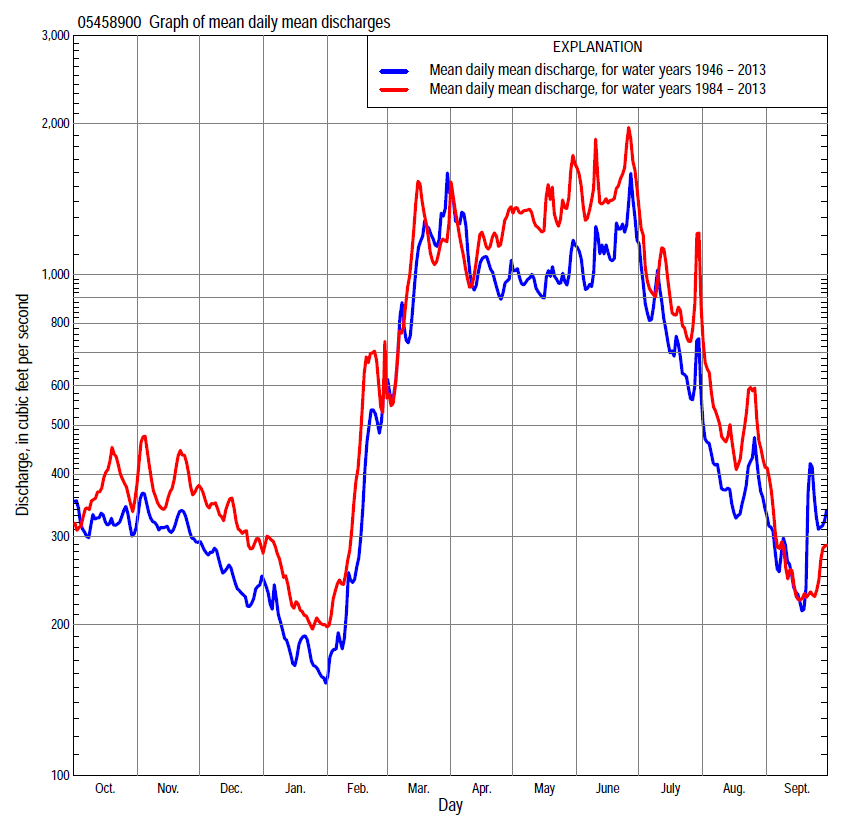 05458900 Graph of mean daily mean discharges
EXPLANATION
Mean daily mean discharge, for water years 1946 – 2013
Mean daily mean discharge, for water years 1984 – 2013
Discharge, in cubic feet per second
3,000
2,000
1,000
800
600
500
400
300
200
100
Oct. Nov. Dec. Jan. Feb. Mar. Apr. May June July Aug. Sept.
Day